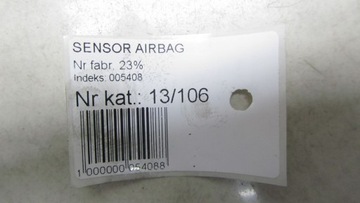 SENSOR AIRBAG
Nr fabr. 23%
Indeks: 005408
Nr kat.: 13/106
1 000000 054088